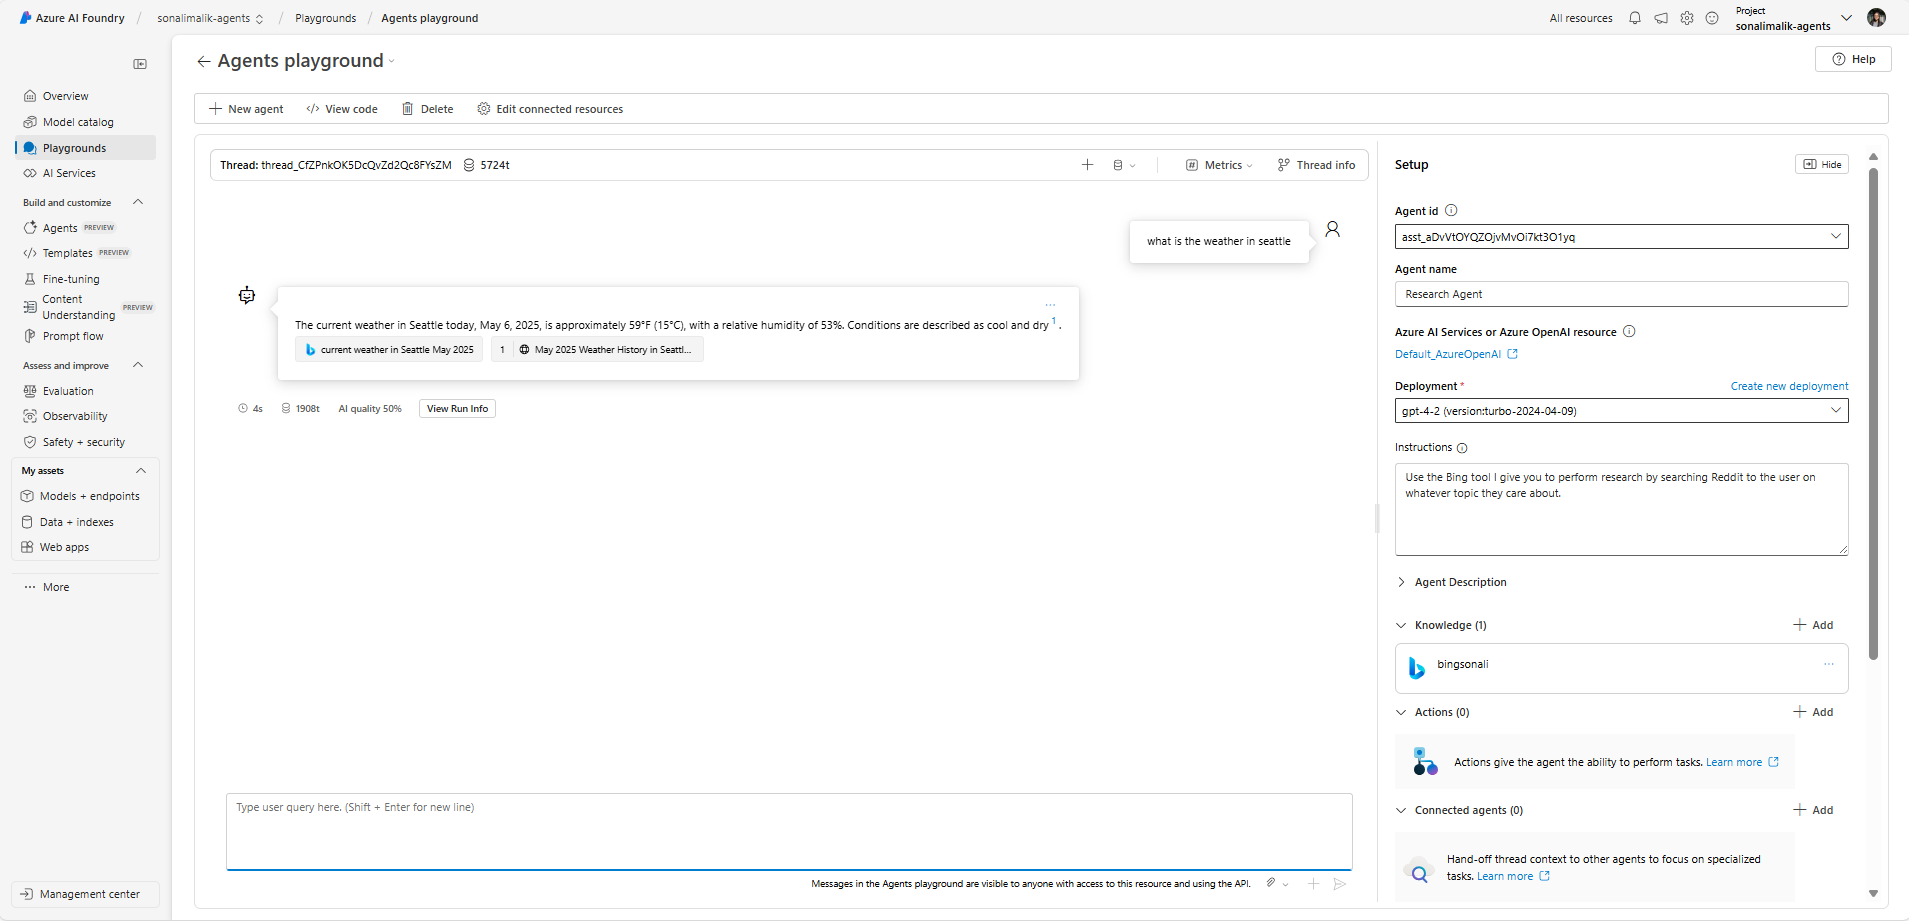 Azure AI Foundry / sonalimalik-agents / Playgrounds / Agents playground
All resources
Project
sonalimalik-agents
Overview
Model catalog
Playgrounds
AI Services
Build and customize
Agents PREVIEW
Templates PREVIEW
Fine-tuning
Content
Understanding PREVIEW
Prompt flow
Assess and improve
Evaluation
Observability
Safety + security
My assets
Models + endpoints
Data + indexes
Web apps
More
Management center
Agents playground
Help
New agent View code Delete Edit connected resources
Thread: thread_CfZPnkOK5DcQvZd2Qc8FYsZM 5724t
Metrics Thread info
what is the weather in seattle
The current weather in Seattle today, May 6, 2025, is approximately 59°F (15°C), with a relative humidity of 53%. Conditions are described as cool and dry 1 .
current weather in Seattle May 2025 1 May 2025 Weather History in Seattl...
4s 1908t AI quality 50% View Run Info
Type user query here. (Shift + Enter for new line)
Messages in the Agents playground are visible to anyone with access to this resource and using the API.
Setup
Hide
Agent id
asst_aDvVtOYQZOjvMvOi7kt3O1yq
Agent name
Research Agent
Azure AI Services or Azure OpenAI resource
Default_AzureOpenAI
Deployment *
Create new deployment
gpt-4-2 (version:turbo-2024-04-09)
Instructions
Use the Bing tool I give you to perform research by searching Reddit to the user on
whatever topic they care about.
Agent Description
Knowledge (1)
Add
bingsonali
Actions (0)
Add
Actions give the agent the ability to perform tasks. Learn more
Connected agents (0)
Add
Hand-off thread context to other agents to focus on specialized
tasks. Learn more